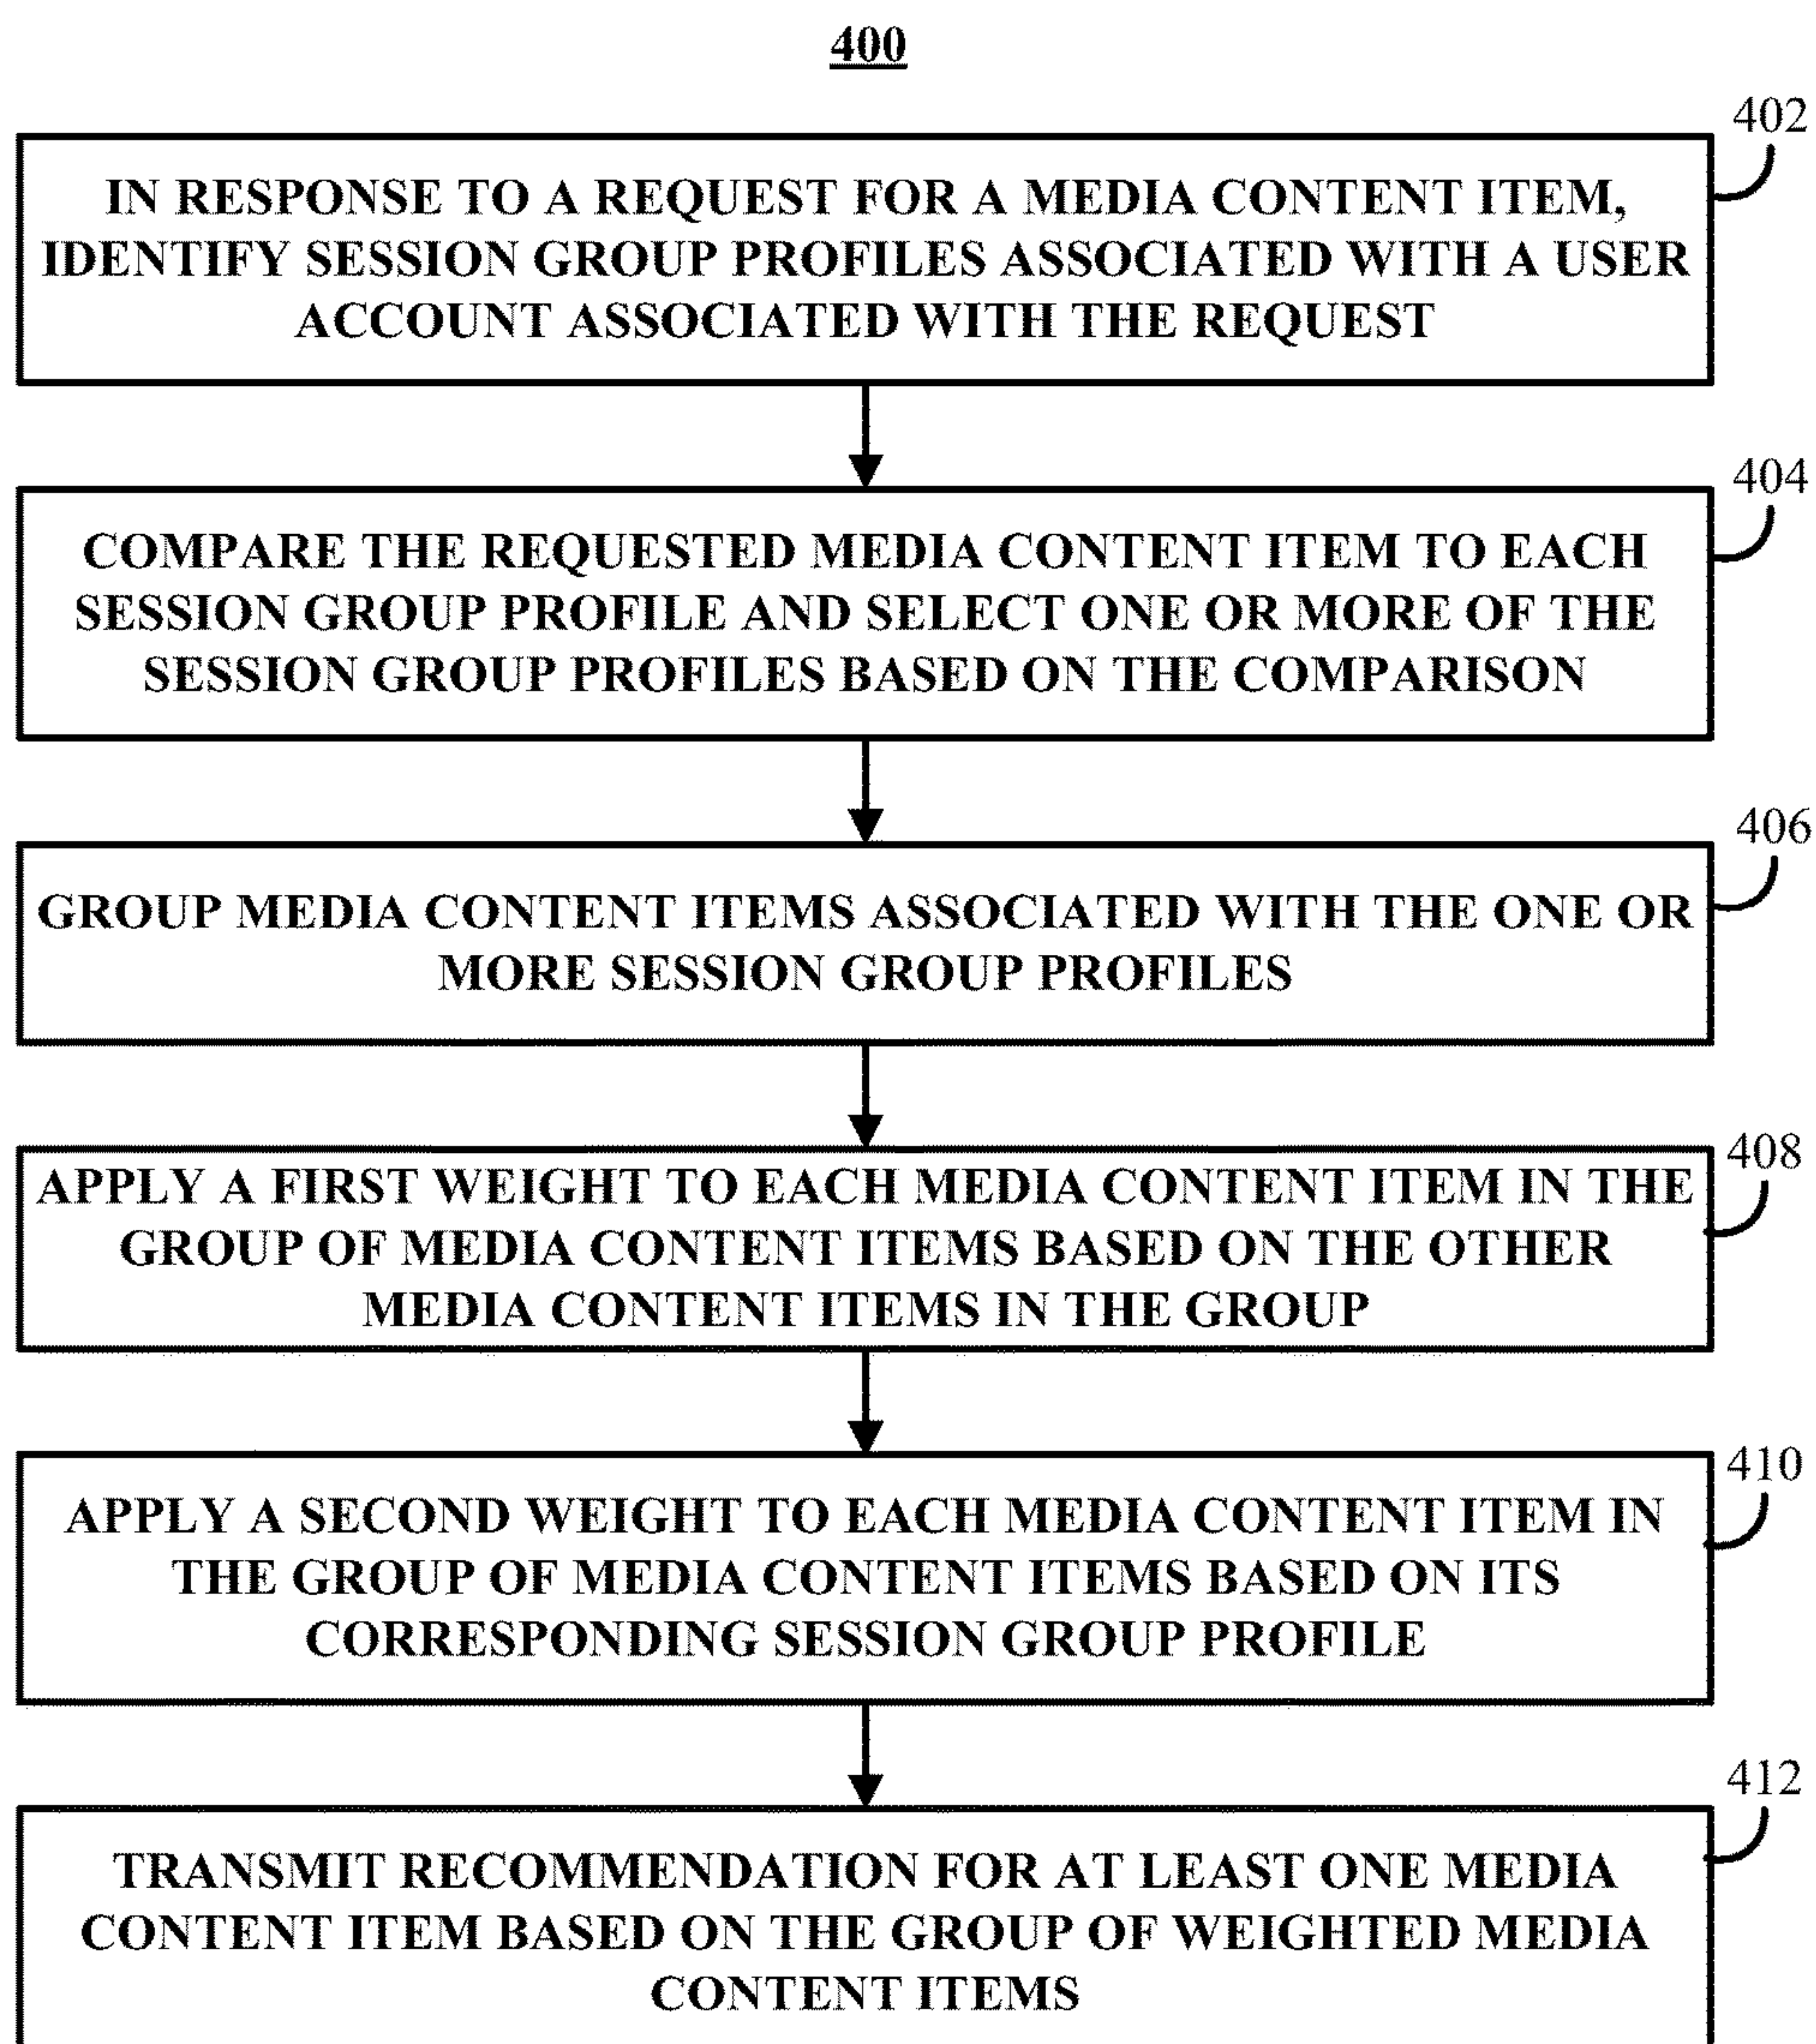 400
402
IN RESPONSE TO A REQUEST FOR A MEDIA CONTENT ITEM,
IDENTIFY SESSION GROUP PROFILES ASSOCIATED WITH A USER
ACCOUNT ASSOCIATED WITH THE REQUEST
404
COMPARE THE REQUESTED MEDIA CONTENT ITEM TO EACH
SESSION GROUP PROFILE AND SELECT ONE OR MORE OF THE
SESSION GROUP PROFILES BASED ON THE COMPARISON
406
GROUP MEDIA CONTENT ITEMS ASSOCIATED WITH THE ONE OR
MORE SESSION GROUP PROFILES
408
APPLY A FIRST WEIGHT TO EACH MEDIA CONTENT ITEM IN THE
GROUP OF MEDIA CONTENT ITEMS BASED ON THE OTHER
MEDIA CONTENT ITEMS IN THE GROUP
410
APPLY A SECOND WEIGHT TO EACH MEDIA CONTENT ITEM IN
THE GROUP OF MEDIA CONTENT ITEMS BASED ON ITS
CORRESPONDING SESSION GROUP PROFILE
412
TRANSMIT RECOMMENDATION FOR AT LEAST ONE MEDIA
CONTENT ITEM BASED ON THE GROUP OF WEIGHTED MEDIA
CONTENT ITEMS